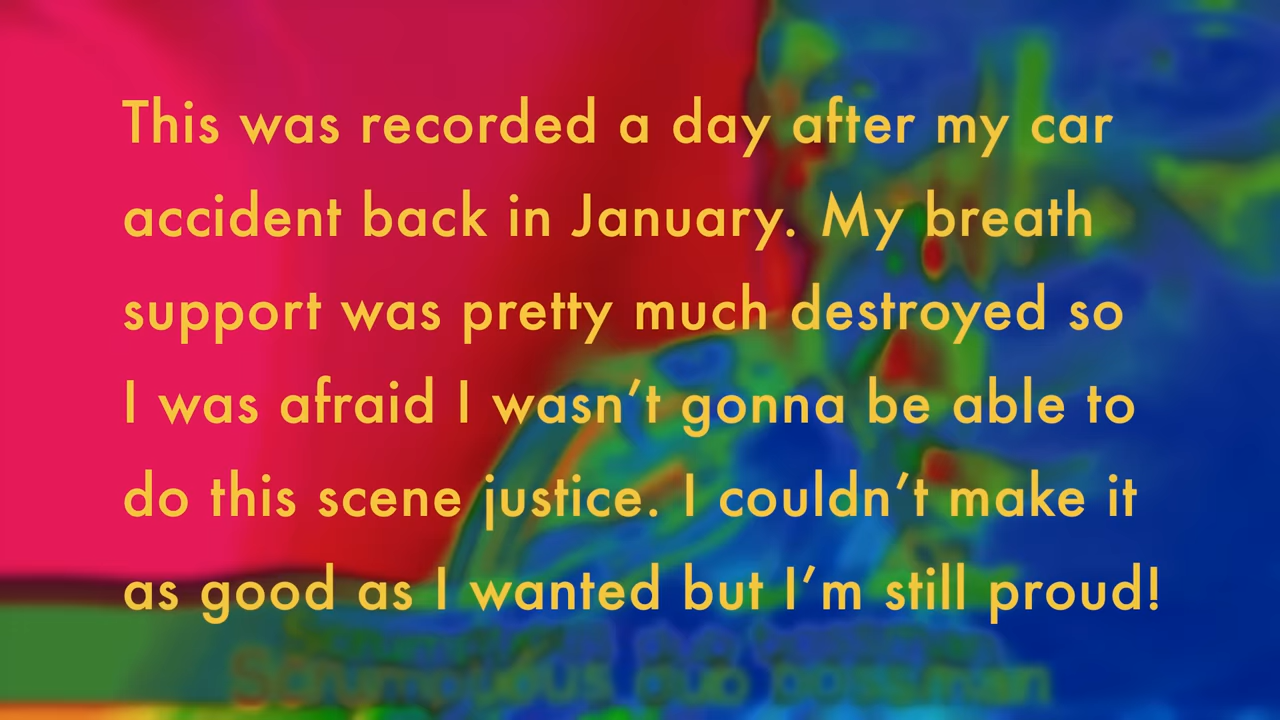 This was recorded a day after my car
accident back in January. My breath
support was pretty much destroyed so
I was afraid I wasn’t gonna be able to
do this scene justice. I couldn’t make it
as good as I wanted but I’m still proud!
Scrumptious duo